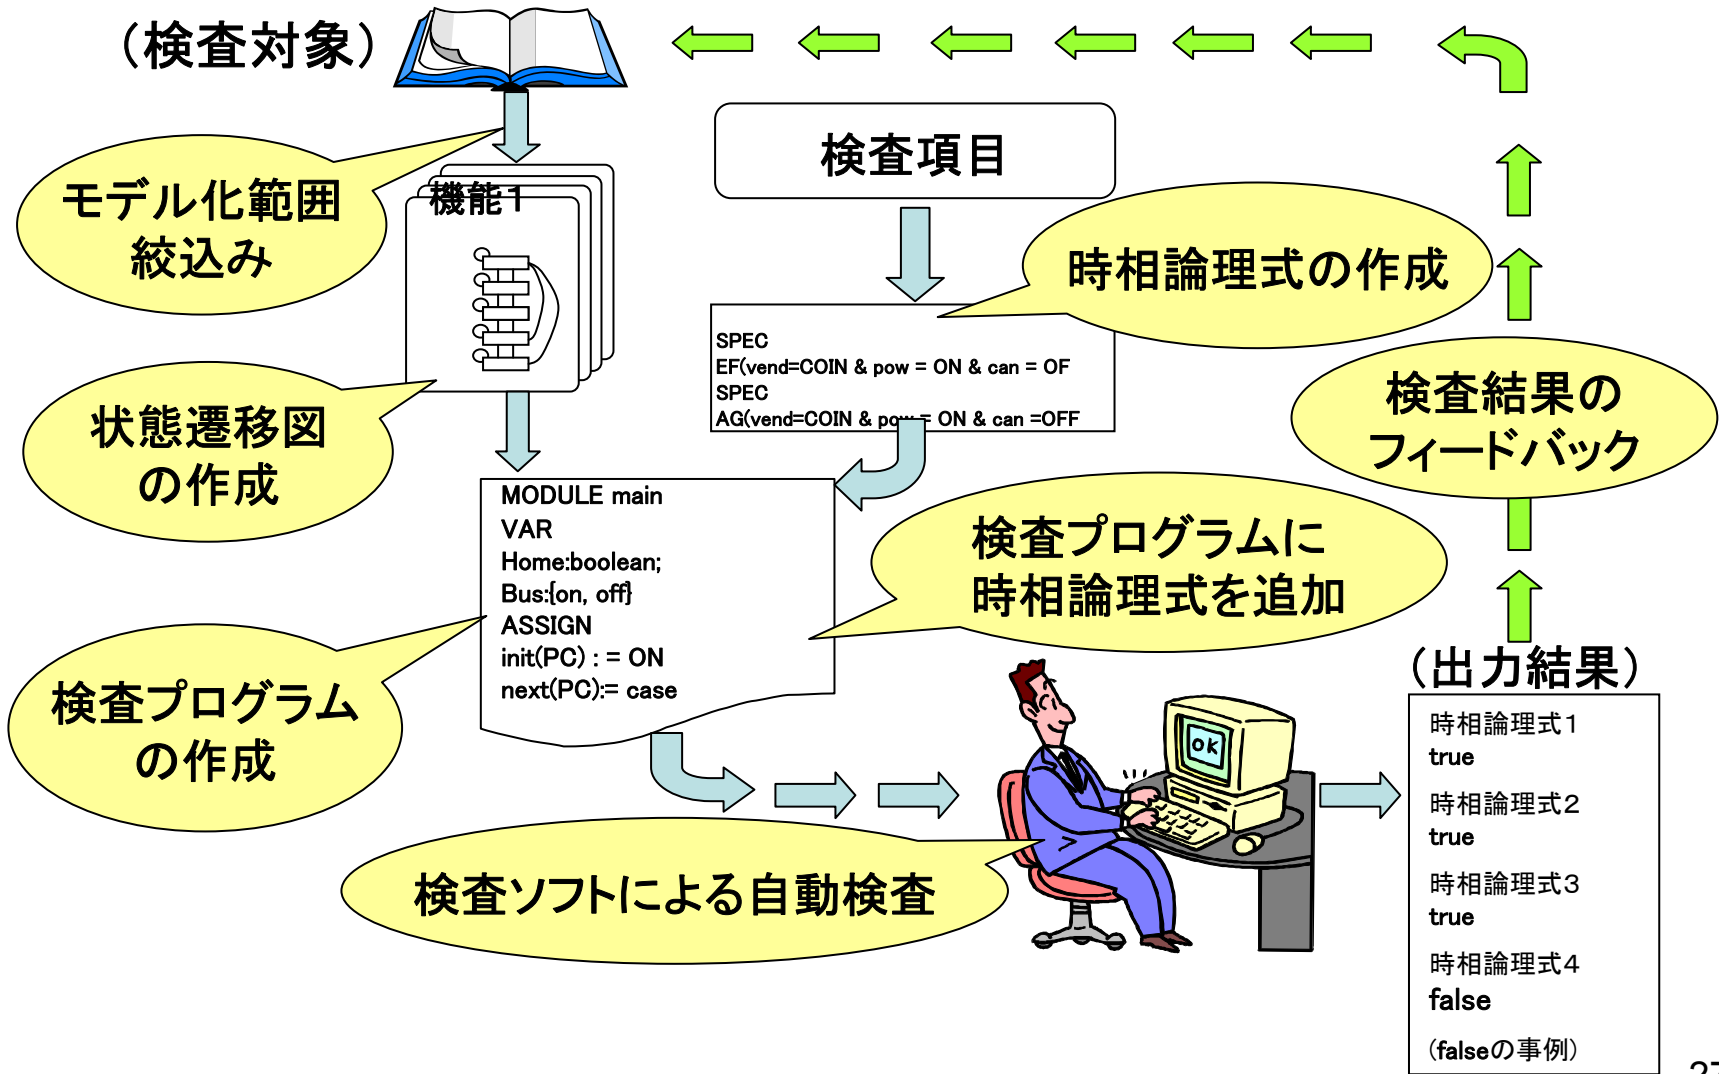 （検査対象）
モデル化範囲
絞込み
機能１
検査項目
時相論理式の作成
SPEC
EF(vend=COIN & pow = ON & can = OF
SPEC
AG(vend=COIN & pow = ON & can =OFF
状態遷移図
の作成
検査結果の
フィードバック
MODULE main
VAR
Home:boolean;
Bus:{on, off}
ASSIGN
init(PC) : = ON
next(PC):= case
検査プログラムに
時相論理式を追加
検査プログラム
の作成
OK
検査ソフトによる自動検査
（出力結果）
時相論理式１
true
時相論理式２
true
時相論理式３
true
時相論理式４
false
（falseの事例）
27